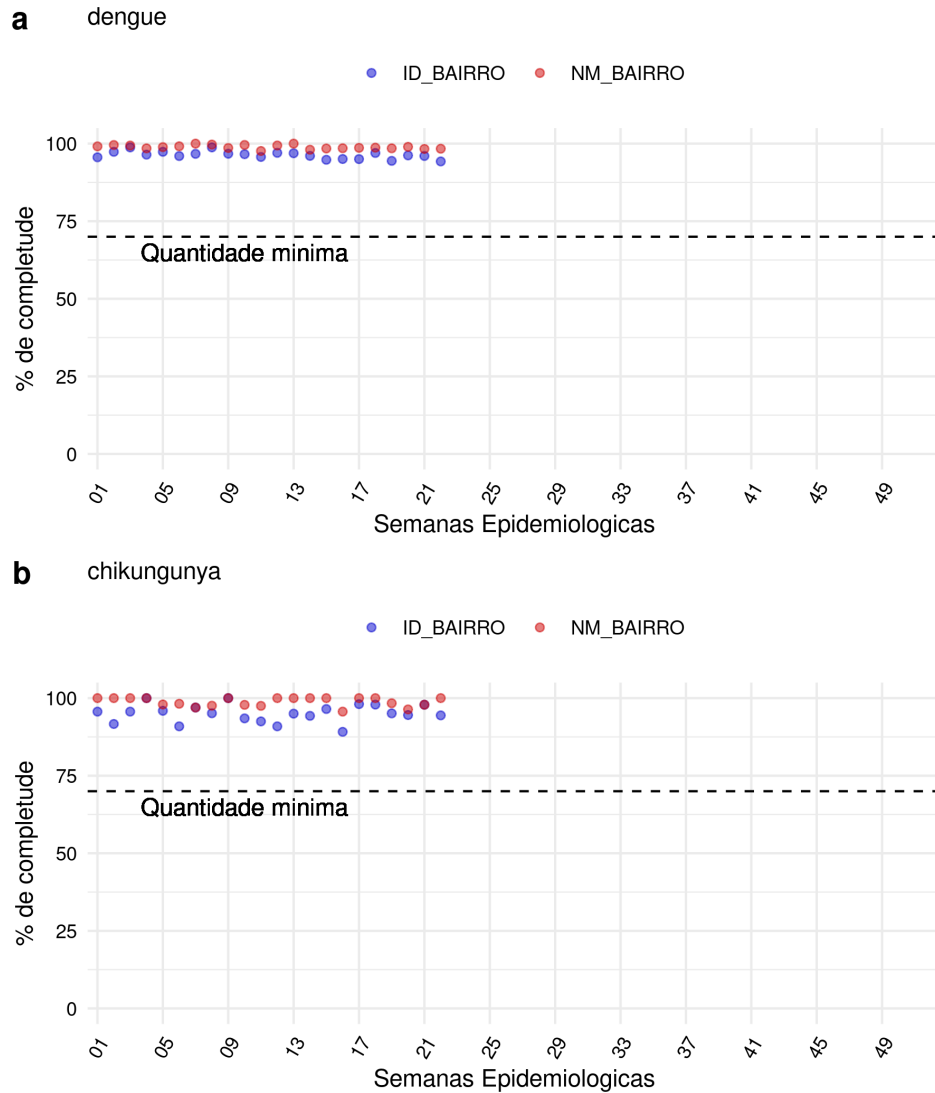 a dengue
ID_BAIRRO NM_BAIRRO
100
75
50
25
0
% de completude
Quantidade minima
01 05 09 13 17 21 25 29 33 37 41 45 49
Semanas Epidemiologicas
b chikungunya
ID_BAIRRO NM_BAIRRO
100
75
50
25
0
% de completude
Quantidade minima
01 05 09 13 17 21 25 29 33 37 41 45 49
Semanas Epidemiologicas